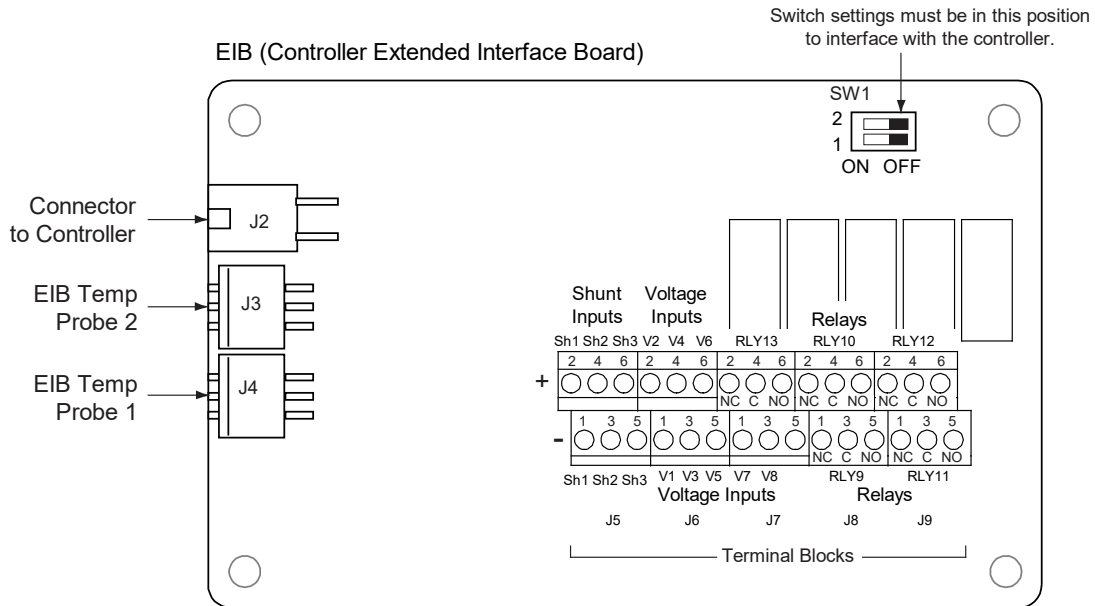 Switch settings must be in this position
to interface with the controller.
EIB (Controller Extended Interface Board)
SW1
2
1
ON OFF
Connector
to Controller
J2
EIB Temp
Probe 2
J3
EIB Temp
Probe 1
J4
Shunt
Inputs
Voltage
Inputs
Relays
Sh1 Sh2 Sh3 V2 V4 V6 RLY13 RLY10 RLY12
2 4 6 2 4 6 2 4 6 2 4 6 2 4 6
+
NC C NO NC C NO NC C NO
1 3 5 1 3 5 1 3 5 1 3 5 1 3 5
-
NC C NO NC C NO
Sh1 Sh2 Sh3 V1 V3 V5 V7 V8 RLY9 RLY11
Voltage Inputs Relays
J5 J6 J7 J8 J9
Terminal Blocks